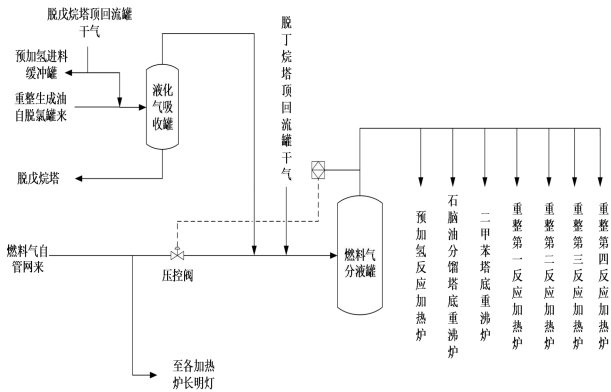 脱戊烷塔顶回流罐
干气
预加氢进料
缓冲罐
重整生成油
自脱氯罐来
液化
气吸
收罐
脱戊烷塔
脱丁烷塔顶回流罐干气
燃料气自
管网来
压控阀
燃料气
分液罐
至各加热
炉长明灯
预加氢反应加热炉
石脑油分馏塔底重沸炉
二甲苯塔底重沸炉
重整第一反应加热炉
重整第二反应加热炉
重整第三反应加热炉
重整第四反应加热炉